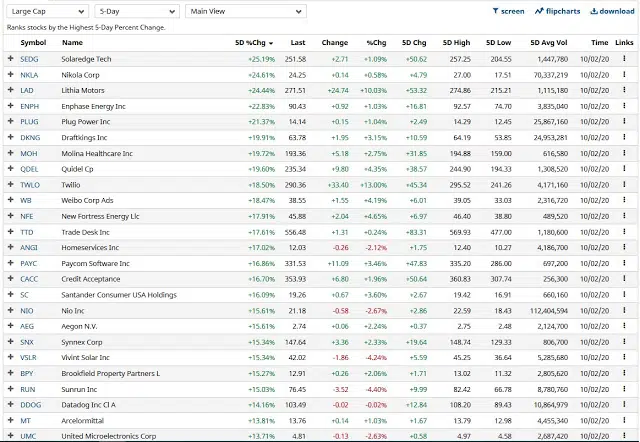 Large Cap 5-Day Main View screen flipcharts download
Ranks stocks by the Highest 5-Day Percent Change.
Symbol Name 5D %Chg Last Change %Chg 5D Chg 5D High 5D Low 5D Avg Vol Time Links
SEDG Solaredge Tech +25.19% 251.58 +2.71 +1.09% +50.62 257.25 204.55 1,447,780 10/02/20
NKLA Nikola Corp +24.61% 24.25 +0.14 +0.58% +4.79 27.00 17.51 70,337,219 10/02/20
LAD Lithia Motors +24.44% 271.51 +24.74 +10.03% +53.32 274.86 215.21 1,115,180 10/02/20
ENPH Enphase Energy Inc +22.83% 90.43 +0.92 +1.03% +16.81 92.57 74.70 3,835,040 10/02/20
PLUG Plug Power Inc +21.37% 14.14 +0.15 +1.04% +2.49 14.29 12.45 25,867,160 10/02/20
DKNG Draftkings Inc +19.91% 63.78 +1.95 +3.15% +10.59 64.19 53.85 24,953,281 10/02/20
MOH Molina Healthcare Inc +19.72% 193.36 +5.18 +2.75% +31.85 194.88 159.00 616,580 10/02/20
QDEL Quidel Cp +19.60% 235.34 +9.80 +4.35% +38.57 244.90 194.33 1,308,520 10/02/20
TWLO Twilio +18.50% 290.36 +33.40 +13.00% +45.34 295.52 241.26 4,171,160 10/02/20
WB Weibo Corp Ads +18.47% 38.55 +1.55 +4.19% +6.01 39.05 33.03 2,316,720 10/02/20
NFE New Fortress Energy Llc +17.91% 45.88 +2.04 +4.65% +6.97 46.40 38.80 489,520 10/02/20
TTD Trade Desk Inc +17.61% 556.48 +1.31 +0.24% +83.31 569.93 477.00 1,180,600 10/02/20
ANGI Homeservices Inc +17.02% 12.03 -0.26 -2.12% +1.75 12.40 10.27 4,186,700 10/02/20
PAYC Paycom Software Inc +16.86% 331.53 +11.09 +3.46% +47.83 335.20 286.00 697,200 10/02/20
CACC Credit Acceptance +16.70% 353.93 +6.80 +1.96% +50.64 360.83 307.74 256,300 10/02/20
SC Santander Consumer USA Holdings +16.09% 19.26 +0.67 +3.60% +2.67 19.42 16.91 660,160 10/02/20
NIO Nio Inc +15.61% 21.18 -0.58 -2.67% +2.86 22.59 18.43 112,404,594 10/02/20
AEG Aegon N.V. +15.61% 2.74 +0.06 +2.24% +0.37 2.75 2.48 2,124,700 10/02/20
SNX Synnex Corp +15.34% 147.64 +3.36 +2.33% +19.64 148.74 129.33 806,700 10/02/20
VSLR Vivint Solar Inc +15.34% 42.02 -1.86 -4.24% +5.59 45.25 36.64 5,285,680 10/02/20
BPY Brookfield Property Partners L +15.27% 12.91 +0.26 +2.06% +1.71 13.02 11.32 2,805,620 10/02/20
RUN Sunrun Inc +15.03% 76.45 -3.52 -4.40% +9.99 82.42 66.78 8,780,760 10/02/20
DDOG Datadog Inc Cl A +14.16% 103.49 -0.02 -0.02% +12.84 108.20 89.43 10,864,979 10/02/20
MT Arcelormittal +13.81% 13.76 +0.14 +1.03% +1.67 13.79 12.98 4,455,340 10/02/20
UMC United Microelectronics Corp +13.71% 4.81 -0.13 -2.63% +0.58 4.97 4.58 2,687,420 10/02/20